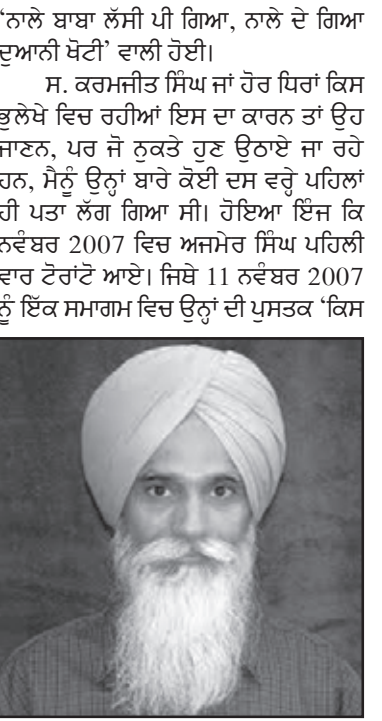 ‘ਨਾਲੇ ਬਾਬਾ ਲੱਸੀ ਪੀ ਗਿਆ, ਨਾਲੇ ਦੇ ਗਿਆ
ਦੁਆਨੀ ਖੋਟੀ’ ਵਾਲੀ ਹੋਈ।
ਸ. ਕਰਮਜੀਤ ਸਿੰਘ ਜਾਂ ਹੋਰ ਧਿਰਾਂ ਕਿਸ
ਭੁਲੇਖੇ ਵਿਚ ਰਹੀਆਂ ਇਸ ਦਾ ਕਾਰਨ ਤਾਂ ਉਹ
ਜਾਣਨ, ਪਰ ਜੋ ਨੁਕਤੇ ਹੁਣ ਉਠਾਏ ਜਾ ਰਹੇ
ਹਨ, ਮੈਨੂੰ ਉਨ੍ਹਾਂ ਬਾਰੇ ਕੋਈ ਦਸ ਵਰ੍ਹੇ ਪਹਿਲਾਂ
ਹੀ ਪਤਾ ਲੱਗ ਗਿਆ ਸੀ। ਹੋਇਆ ਇੰਜ ਕਿ
ਨਵੰਬਰ 2007 ਵਿਚ ਅਜਮੇਰ ਸਿੰਘ ਪਹਿਲੀ
ਵਾਰ ਟੋਰਾਂਟੋ ਆਏ। ਜਿਥੇ 11 ਨਵੰਬਰ 2007
ਨੂੰ ਇੱਕ ਸਮਾਗਮ ਵਿਚ ਉਨ੍ਹਾਂ ਦੀ ਪੁਸਤਕ ‘ਕਿਸ